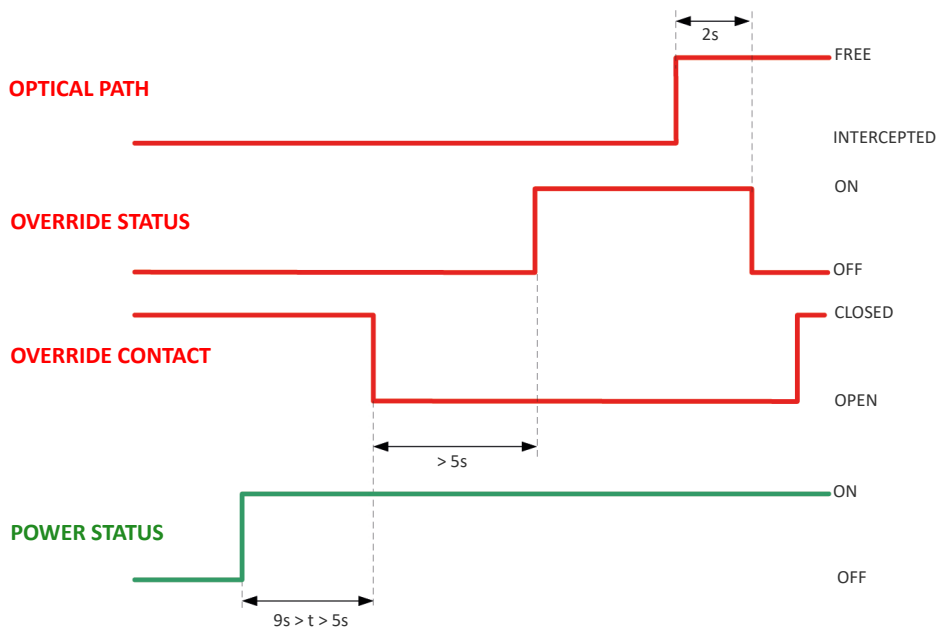 2s
FREE
OPTICAL PATH
INTERCEPTED
ON
OVERRIDE STATUS
OFF
CLOSED
OVERRIDE CONTACT
OPEN
> 5s
ON
POWER STATUS
OFF
9s > t > 5s